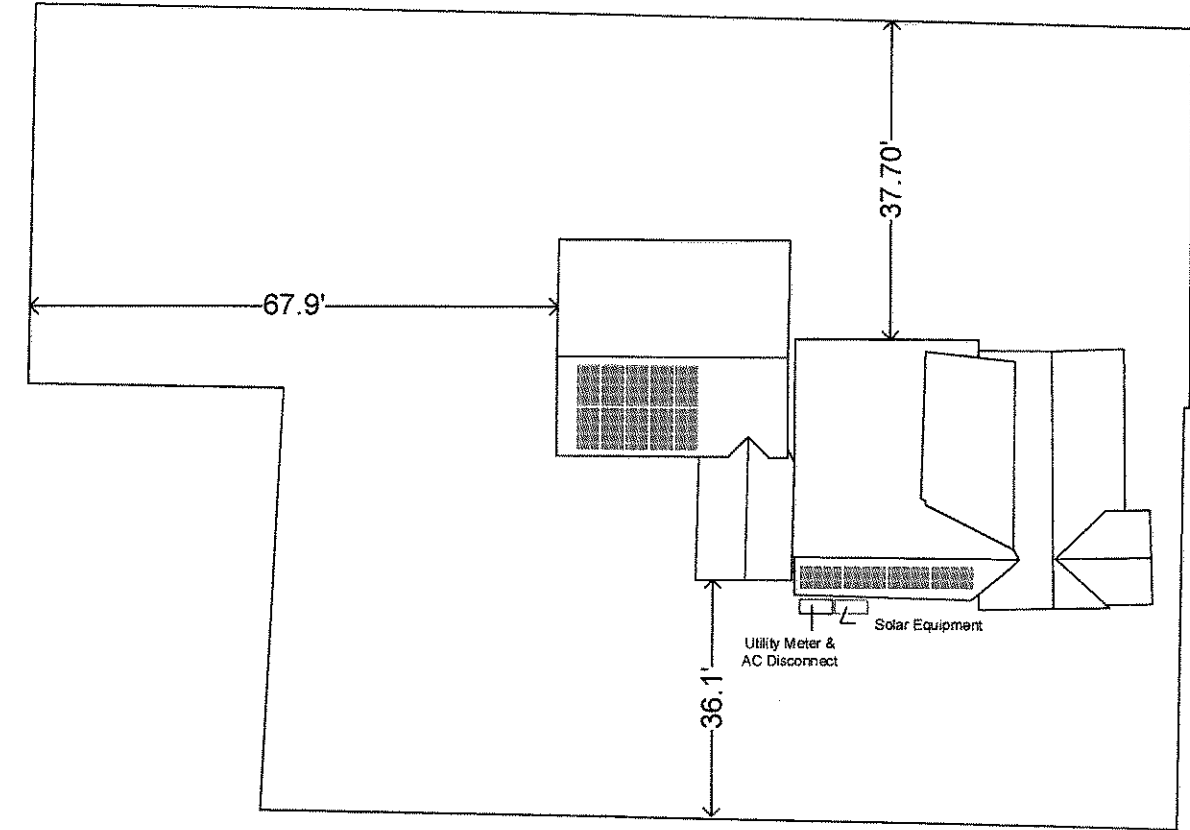 37.70'
67.9'
Solar Equipment
Utility Meter &
AC Disconnect
36.1'